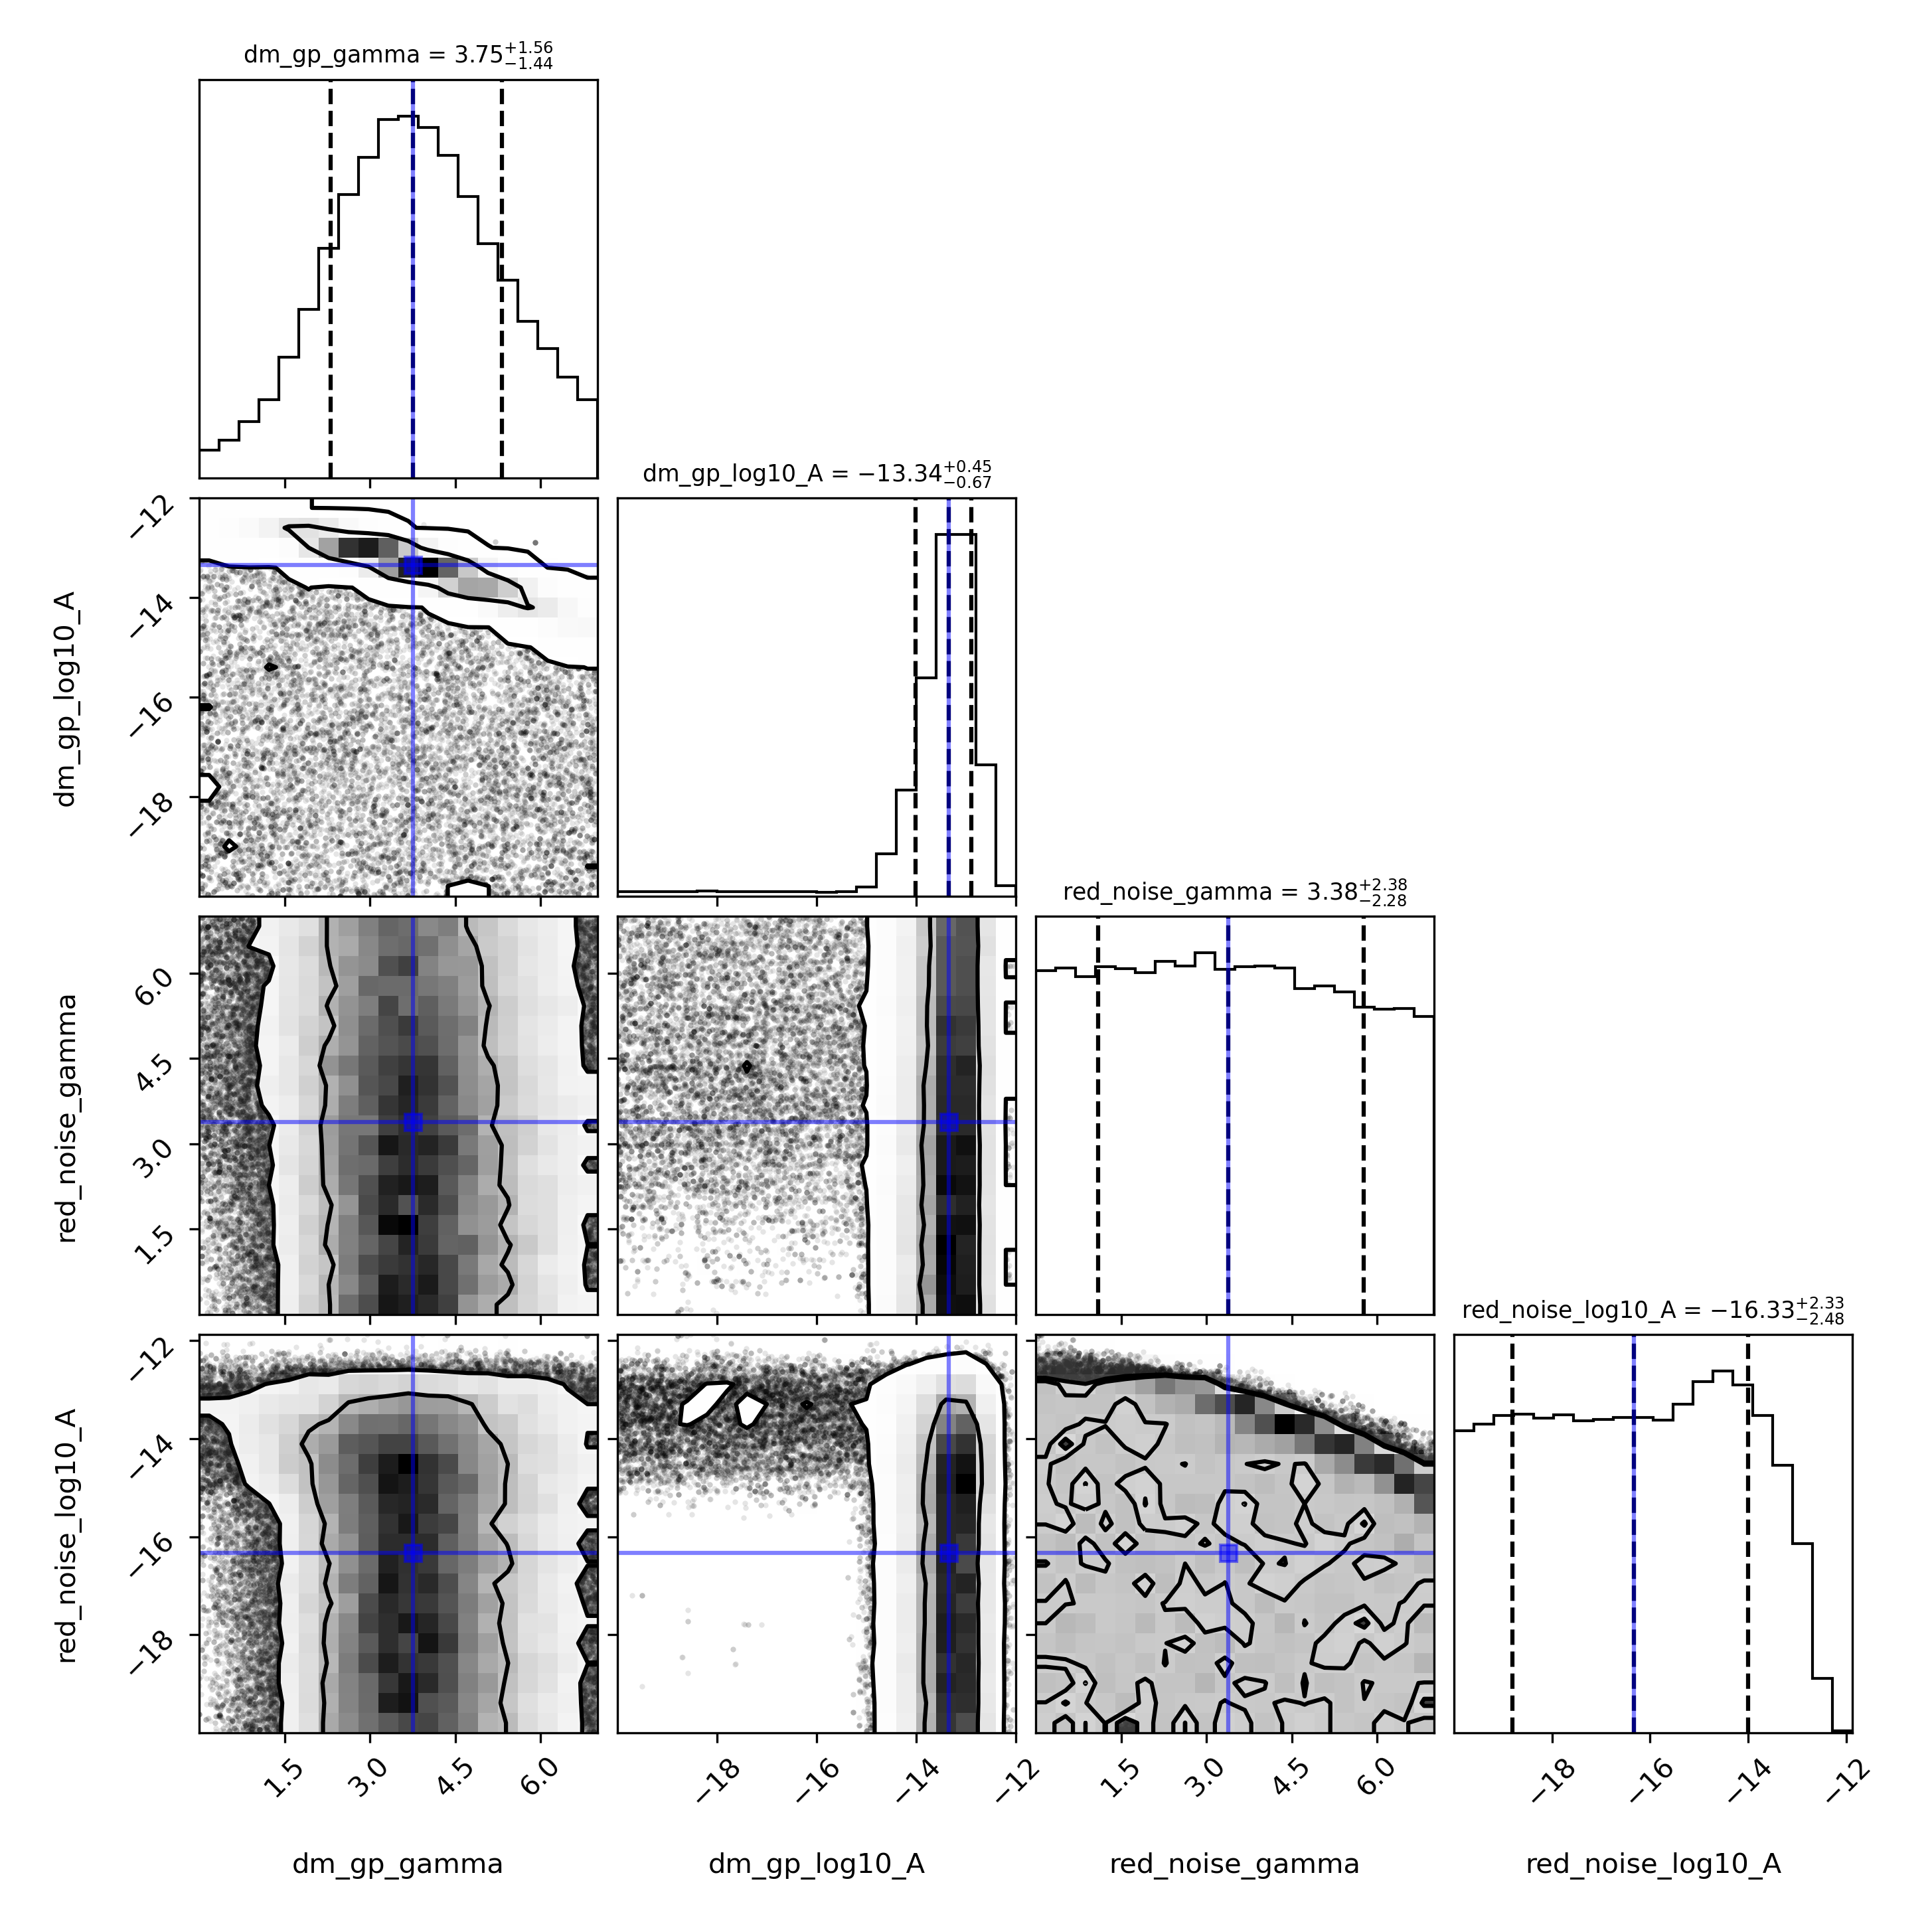 dm_gp_gamma = 3.75^{+1.56}_{−1.44}
dm_gp_log10_A = −13.34^{+0.45}_{−0.67}
−12
−14
−16
−18
dm_gp_log10_A
red_noise_gamma = 3.38^{+2.38}_{−2.28}
6.0
4.5
3.0
1.5
red_noise_gamma
red_noise_log10_A = −16.33^{+2.33}_{−2.48}
−12
−14
−16
−18
red_noise_log10_A
1.5 3.0 4.5 6.0
−18 −16 −14 −12
1.5 3.0 4.5 6.0
−18 −16 −14 −12
dm_gp_gamma
dm_gp_log10_A
red_noise_gamma
red_noise_log10_A